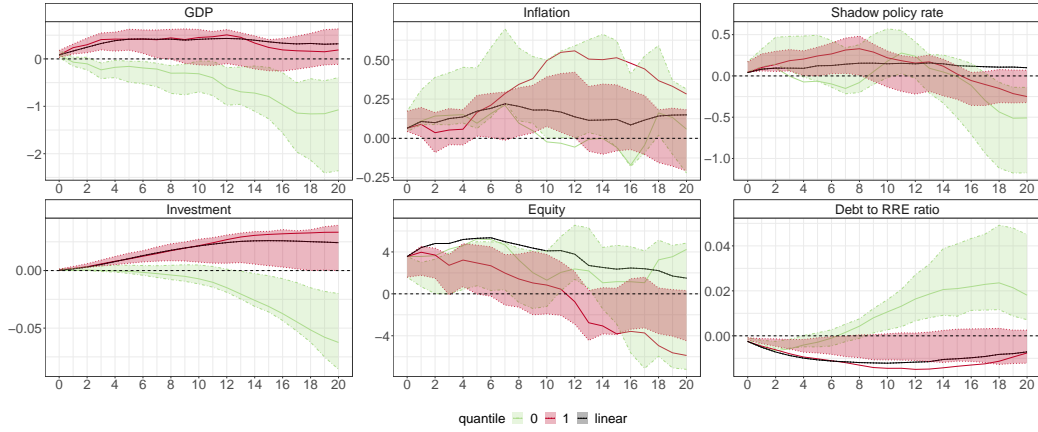 GDP
Inflation
Shadow policy rate
0
−1
−2
0.50
0.25
0.00
−0.25
0.5
0.0
−0.5
−1.0
0 2 4 6 8 10 12 14 16 18 20
0 2 4 6 8 10 12 14 16 18 20
0 2 4 6 8 10 12 14 16 18 20
Investment
Equity
Debt to RRE ratio
0.00
−0.05
4
0
−4
0.04
0.02
0.00
0 2 4 6 8 10 12 14 16 18 20
0 2 4 6 8 10 12 14 16 18 20
0 2 4 6 8 10 12 14 16 18 20
quantile 0 1 linear